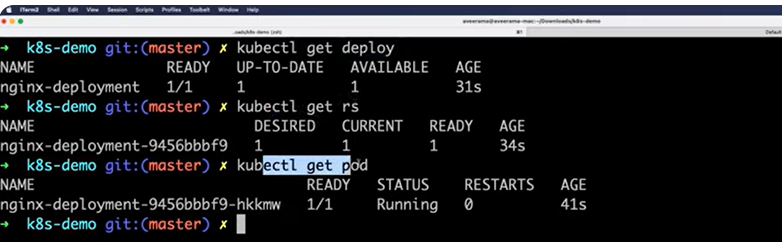 iTerm2 Shell Edit View Session Scripts Profiles Toolbelt Window Help
aveerama@aveerama-mac:~/Downloads/k8s-demo
..oads/k8s-demo (zsh) ⌘1 Default
➜ k8s-demo git:(master) ✗ kubectl get deploy
NAME READY UP-TO-DATE AVAILABLE AGE
nginx-deployment 1/1 1 1 31s
➜ k8s-demo git:(master) ✗ kubectl get rs
NAME DESIRED CURRENT READY AGE
nginx-deployment-9456bbbf9 1 1 1 34s
➜ k8s-demo git:(master) ✗ kubectl get pod
NAME READY STATUS RESTARTS AGE
nginx-deployment-9456bbbf9-hkkmw 1/1 Running 0 41s
➜ k8s-demo git:(master) ✗